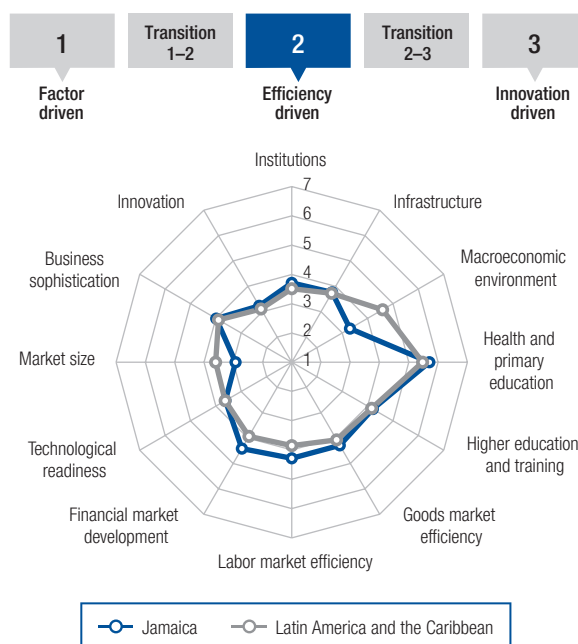 1
Transition
1–2
2
Transition
2–3
3
Factor
driven
Efficiency
driven
Innovation
driven
Institutions
Infrastructure
Macroeconomic
environment
Health and
primary
education
Higher education
and training
Goods market
efficiency
Labor market efficiency
Financial market
development
Technological
readiness
Market size
Business
sophistication
Innovation
7
6
5
4
3
2
1
Jamaica
Latin America and the Caribbean